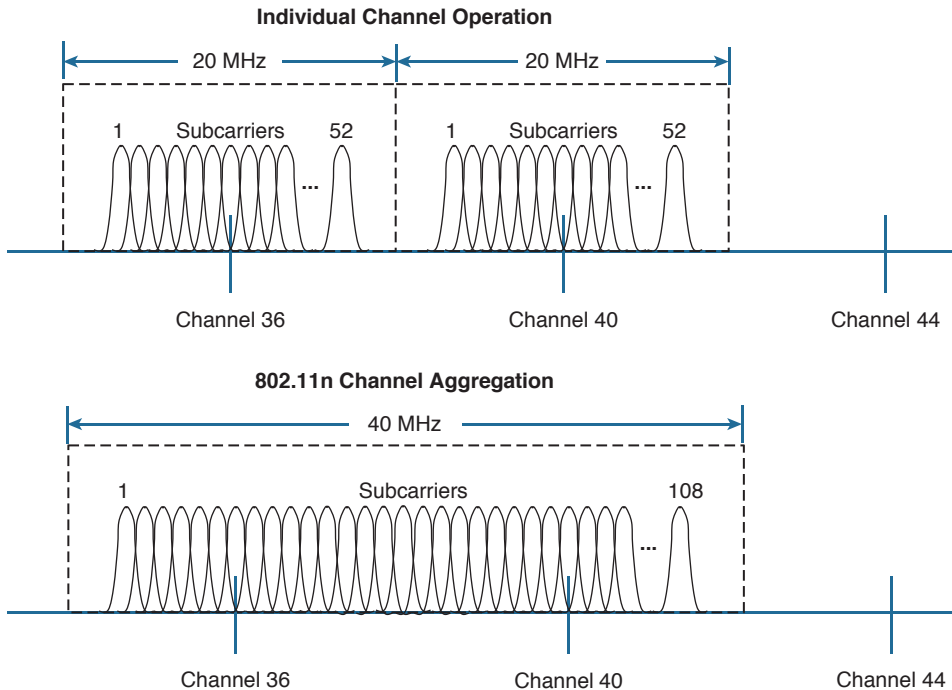 Individual Channel Operation
20 MHz 20 MHz
1 Subcarriers 52 1 Subcarriers 52
... ...
Channel 36 Channel 40 Channel 44
802.11n Channel Aggregation
40 MHz
1 Subcarriers 108
...
Channel 36 Channel 40 Channel 44